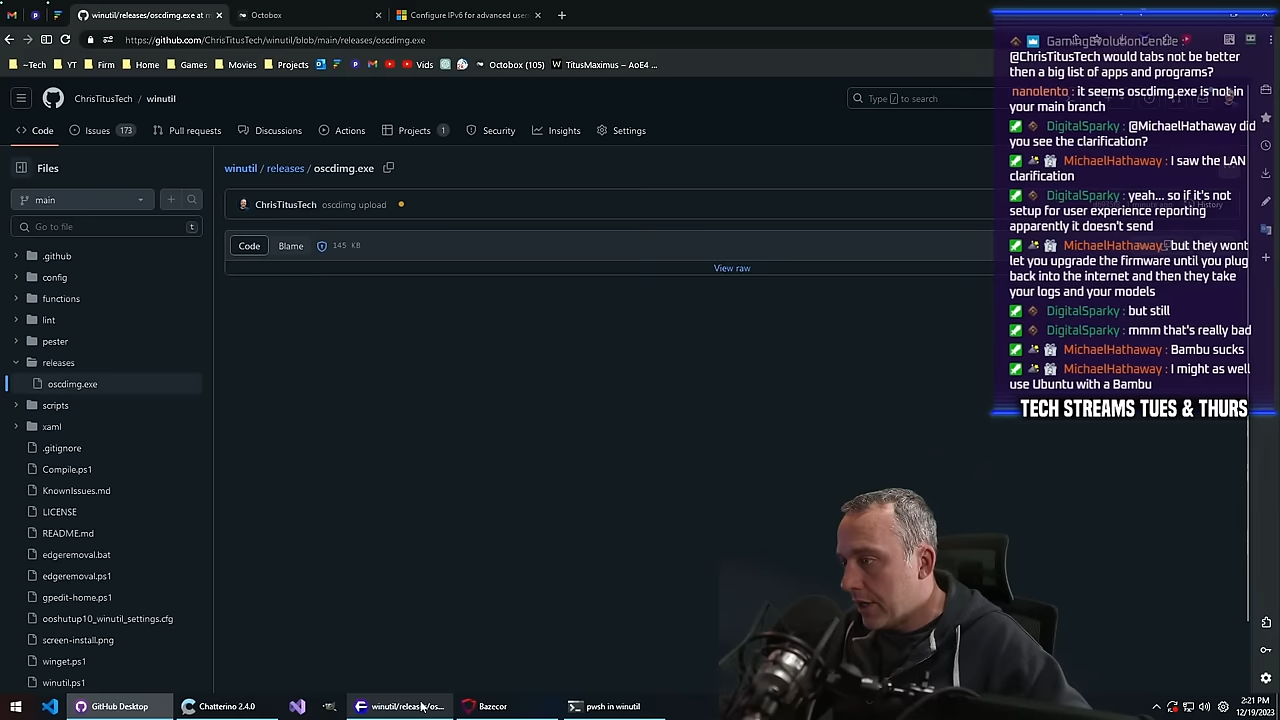 winutil/releases/oscdimg.exe at m
Octobox
Configure IPv6 for advanced user
https://github.com/ChrisTitusTech/winutil/blob/main/releases/oscdimg.exe
~Tech
YT
Firm
Home
Games
Movies
Projects
Vids
Octobox (105)
TitusMaximus ~ AoE4 ...
ChrisTitusTech / winutil
Type / to search
Code
Issues 173
Pull requests
Discussions
Actions
Projects 1
Security
Insights
Settings
Files
main
Go to file
t
.github
config
functions
lint
pester
releases
oscdimg.exe
scripts
xaml
.gitignore
Compile.ps1
KnownIssues.md
LICENSE
README.md
edgeremoval.bat
edgeremoval.ps1
gpedit-home.ps1
ooshutup10_winutil_settings.cfg
screen-install.png
winget.ps1
winutil.ps1
winutil / releases / oscdimg.exe
ChrisTitusTech oscdimg upload
History
Code
Blame
145 KB
View raw
GamingEvolutionCentre :
@ChrisTitusTech would tabs not be better
then a big list of apps and programs?
nanolento : it seems oscdimg.exe is not in
your main branch
DigitalSparky : @MichaelHathaway did
you see the clarification?
MichaelHathaway : I saw the LAN
clarification
DigitalSparky : yeah... so if it's not
setup for user experience reporting
apparently it doesn't send
MichaelHathaway : but they wont
let you upgrade the firmware until you plug
back into the internet and then they take
your logs and your models
DigitalSparky : but still
DigitalSparky : mmm that's really bad
MichaelHathaway : Bambu sucks
MichaelHathaway : I might as well
use Ubuntu with a Bambu
TECH STREAMS TUES & THURS
GitHub Desktop
Chatterino 2.4.0
winutil/releases/os...
Bazecor
pwsh in winutil
2:21 PM
12/19/2023